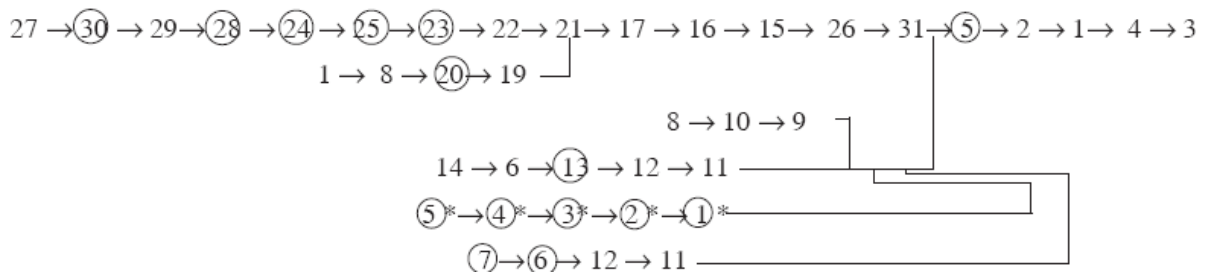 27 → 30 → 29 → 28 → 24 → 25 → 23 → 22 → 21 → 17 → 16 → 15 → 26 → 31 → 5 → 2 → 1 → 4 → 3
1 → 8 → 20 → 19
8 → 10 → 9
14 → 6 → 13 → 12 → 11
5* → 4* → 3* → 2* → 1*
7 → 6 → 12 → 11